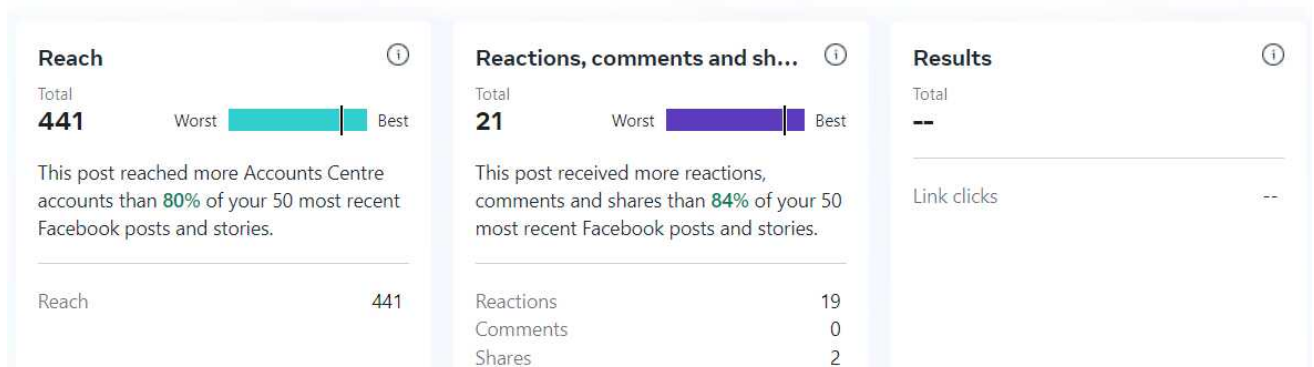 Reach
Total
441
Worst
Best
This post reached more Accounts Centre
accounts than 80% of your 50 most recent
Facebook posts and stories.
Reach 441
Reactions, comments and sh...
Total
21
Worst
Best
This post received more reactions,
comments and shares than 84% of your 50
most recent Facebook posts and stories.
Reactions 19
Comments 0
Shares 2
Results
Total
--
Link clicks --